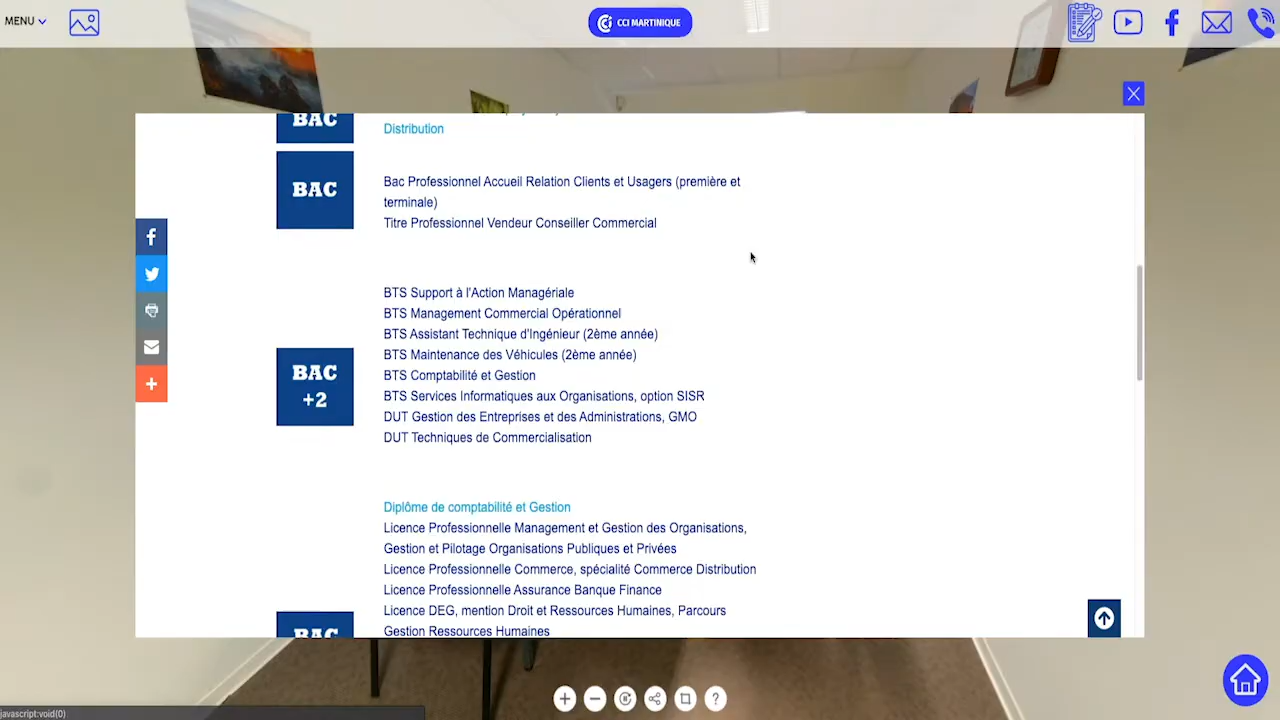 MENU
CCI MARTINIQUE
BAC
Distribution
BAC
Bac Professionnel Accueil Relation Clients et Usagers (première et
terminale)
Titre Professionnel Vendeur Conseiller Commercial
BTS Support à l'Action Managériale
BTS Management Commercial Opérationnel
BTS Assistant Technique d'Ingénieur (2ème année)
BTS Maintenance des Véhicules (2ème année)
BAC
+2
BTS Comptabilité et Gestion
BTS Services Informatiques aux Organisations, option SISR
DUT Gestion des Entreprises et des Administrations, GMO
DUT Techniques de Commercialisation
Diplôme de comptabilité et Gestion
Licence Professionnelle Management et Gestion des Organisations,
Gestion et Pilotage Organisations Publiques et Privées
Licence Professionnelle Commerce, spécialité Commerce Distribution
Licence Professionnelle Assurance Banque Finance
Licence DEG, mention Droit et Ressources Humaines, Parcours
Gestion Ressources Humaines
BAC
javascript:void(0)